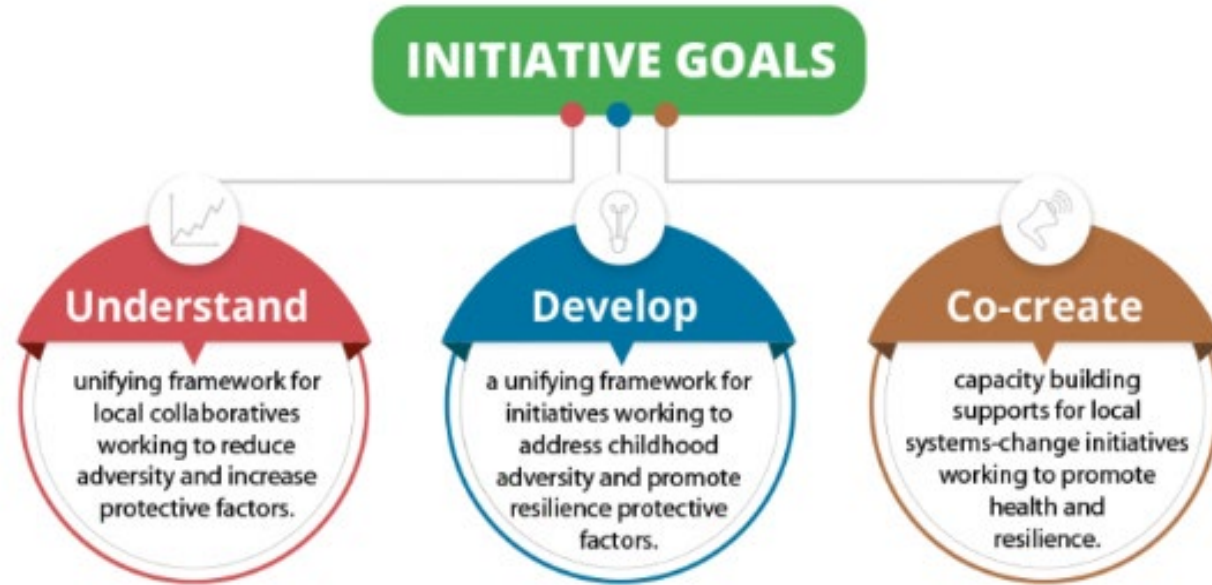 INITIATIVE GOALS
Understand
unifying framework for
local collaboratives
working to reduce
adversity and increase
protective factors.
Develop
a unifying framework for
initiatives working to
address childhood
adversity and promote
resilience protective
factors.
Co-create
capacity building
supports for local
systems-change initiatives
working to promote
health and
resilience.